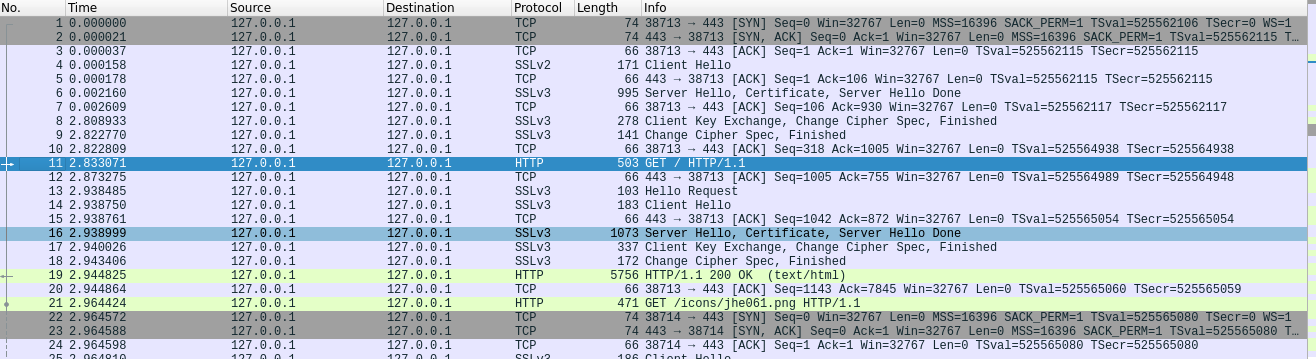 No. Time Source Destination Protocol Length Info
1 0.000000 127.0.0.1 127.0.0.1 TCP 74 38713 → 443 [SYN] Seq=0 Win=32767 Len=0 MSS=16396 SACK_PERM=1 TSval=525562106 TSecr=0 WS=1
2 0.000021 127.0.0.1 127.0.0.1 TCP 74 443 → 38713 [SYN, ACK] Seq=0 Ack=1 Win=32767 Len=0 MSS=16396 SACK_PERM=1 TSval=525562115 T…
3 0.000037 127.0.0.1 127.0.0.1 TCP 66 38713 → 443 [ACK] Seq=1 Ack=1 Win=32767 Len=0 TSval=525562115 TSecr=525562115
4 0.000158 127.0.0.1 127.0.0.1 SSLv2 171 Client Hello
5 0.000178 127.0.0.1 127.0.0.1 TCP 66 443 → 38713 [ACK] Seq=1 Ack=106 Win=32767 Len=0 TSval=525562115 TSecr=525562115
6 0.002160 127.0.0.1 127.0.0.1 SSLv3 995 Server Hello, Certificate, Server Hello Done
7 0.002609 127.0.0.1 127.0.0.1 TCP 66 38713 → 443 [ACK] Seq=106 Ack=930 Win=32767 Len=0 TSval=525562117 TSecr=525562117
8 2.808933 127.0.0.1 127.0.0.1 SSLv3 278 Client Key Exchange, Change Cipher Spec, Finished
9 2.822770 127.0.0.1 127.0.0.1 SSLv3 141 Change Cipher Spec, Finished
10 2.822809 127.0.0.1 127.0.0.1 TCP 66 38713 → 443 [ACK] Seq=318 Ack=1005 Win=32767 Len=0 TSval=525564938 TSecr=525564938
11 2.833071 127.0.0.1 127.0.0.1 HTTP 503 GET / HTTP/1.1
12 2.873275 127.0.0.1 127.0.0.1 TCP 66 443 → 38713 [ACK] Seq=1005 Ack=755 Win=32767 Len=0 TSval=525564989 TSecr=525564948
13 2.938485 127.0.0.1 127.0.0.1 SSLv3 103 Hello Request
14 2.938750 127.0.0.1 127.0.0.1 SSLv3 183 Client Hello
15 2.938761 127.0.0.1 127.0.0.1 TCP 66 443 → 38713 [ACK] Seq=1042 Ack=872 Win=32767 Len=0 TSval=525565054 TSecr=525565054
16 2.938999 127.0.0.1 127.0.0.1 SSLv3 1073 Server Hello, Certificate, Server Hello Done
17 2.940026 127.0.0.1 127.0.0.1 SSLv3 337 Client Key Exchange, Change Cipher Spec, Finished
18 2.943406 127.0.0.1 127.0.0.1 SSLv3 172 Change Cipher Spec, Finished
19 2.944825 127.0.0.1 127.0.0.1 HTTP 5756 HTTP/1.1 200 OK (text/html)
20 2.944864 127.0.0.1 127.0.0.1 TCP 66 38713 → 443 [ACK] Seq=1143 Ack=7845 Win=32767 Len=0 TSval=525565060 TSecr=525565059
21 2.964424 127.0.0.1 127.0.0.1 HTTP 471 GET /icons/jhe061.png HTTP/1.1
22 2.964572 127.0.0.1 127.0.0.1 TCP 74 38714 → 443 [SYN] Seq=0 Win=32767 Len=0 MSS=16396 SACK_PERM=1 TSval=525565080 TSecr=0 WS=1
23 2.964588 127.0.0.1 127.0.0.1 TCP 74 443 → 38714 [SYN, ACK] Seq=0 Ack=1 Win=32767 Len=0 MSS=16396 SACK_PERM=1 TSval=525565080 T…
24 2.964598 127.0.0.1 127.0.0.1 TCP 66 38714 → 443 [ACK] Seq=1 Ack=1 Win=32767 Len=0 TSval=525565080 TSecr=525565080
25 2.964810 127.0.0.1 127.0.0.1 SSLv3 186 Client Hello